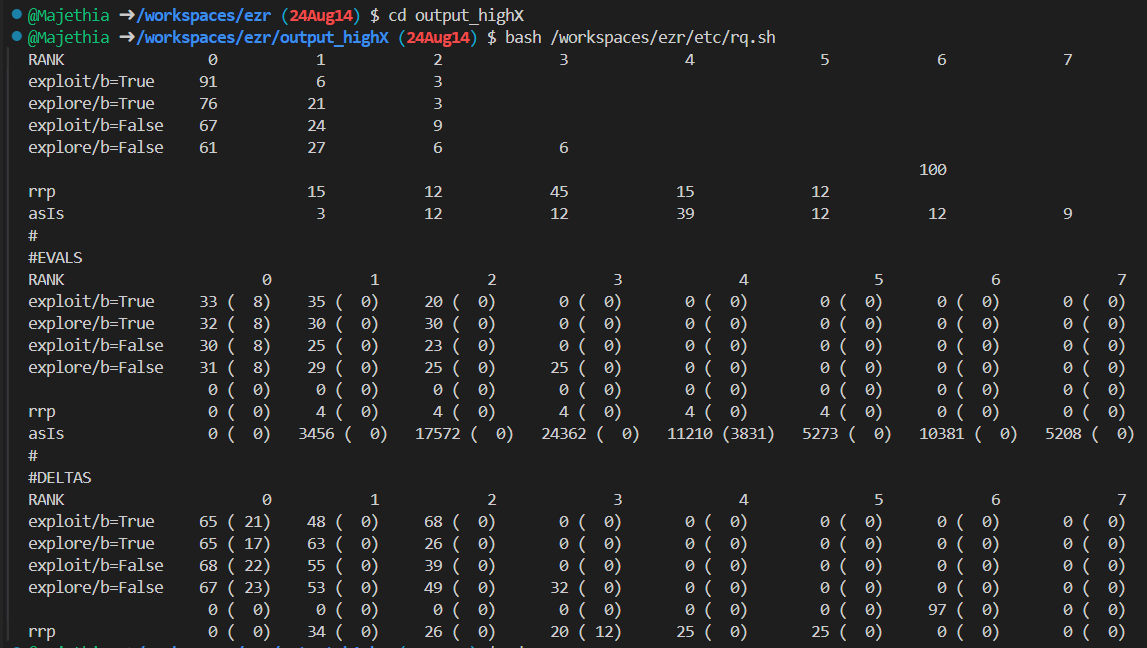 @Majethia ➜/workspaces/ezr (24Aug14) $ cd output_highX
@Majethia ➜/workspaces/ezr/output_highX (24Aug14) $ bash /workspaces/ezr/etc/rq.sh
RANK 0 1 2 3 4 5 6 7
exploit/b=True 91 6 3
explore/b=True 76 21 3
exploit/b=False 67 24 9
explore/b=False 61 27 6 6
100
rrp 15 12 45 15 12
asIs 3 12 12 39 12 12 9
#
#EVALS
RANK 0 1 2 3 4 5 6 7
exploit/b=True 33 ( 8) 35 ( 0) 20 ( 0) 0 ( 0) 0 ( 0) 0 ( 0) 0 ( 0) 0 ( 0)
explore/b=True 32 ( 8) 30 ( 0) 30 ( 0) 0 ( 0) 0 ( 0) 0 ( 0) 0 ( 0) 0 ( 0)
exploit/b=False 30 ( 8) 25 ( 0) 23 ( 0) 0 ( 0) 0 ( 0) 0 ( 0) 0 ( 0) 0 ( 0)
explore/b=False 31 ( 8) 29 ( 0) 25 ( 0) 25 ( 0) 0 ( 0) 0 ( 0) 0 ( 0) 0 ( 0)
0 ( 0) 0 ( 0) 0 ( 0) 0 ( 0) 0 ( 0) 0 ( 0) 0 ( 0) 0 ( 0)
rrp 0 ( 0) 4 ( 0) 4 ( 0) 4 ( 0) 4 ( 0) 4 ( 0) 0 ( 0) 0 ( 0)
asIs 0 ( 0) 3456 ( 0) 17572 ( 0) 24362 ( 0) 11210 (3831) 5273 ( 0) 10381 ( 0) 5208 ( 0)
#
#DELTAS
RANK 0 1 2 3 4 5 6 7
exploit/b=True 65 ( 21) 48 ( 0) 68 ( 0) 0 ( 0) 0 ( 0) 0 ( 0) 0 ( 0) 0 ( 0)
explore/b=True 65 ( 17) 63 ( 0) 26 ( 0) 0 ( 0) 0 ( 0) 0 ( 0) 0 ( 0) 0 ( 0)
exploit/b=False 68 ( 22) 55 ( 0) 39 ( 0) 0 ( 0) 0 ( 0) 0 ( 0) 0 ( 0) 0 ( 0)
explore/b=False 67 ( 23) 53 ( 0) 49 ( 0) 32 ( 0) 0 ( 0) 0 ( 0) 0 ( 0) 0 ( 0)
0 ( 0) 0 ( 0) 0 ( 0) 0 ( 0) 0 ( 0) 0 ( 0) 97 ( 0) 0 ( 0)
rrp 0 ( 0) 34 ( 0) 26 ( 0) 20 ( 12) 25 ( 0) 25 ( 0) 0 ( 0) 0 ( 0)